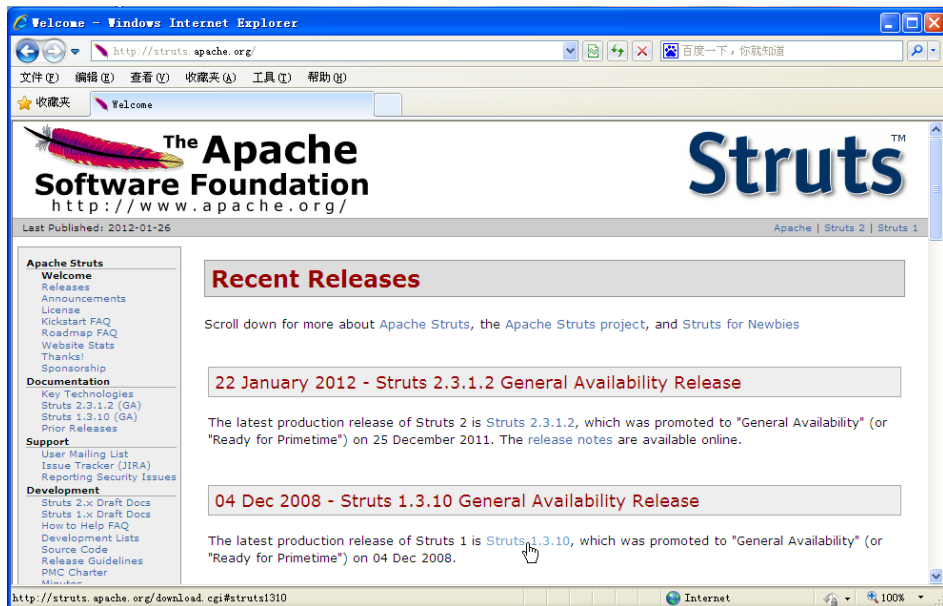 Welcome - Windows Internet Explorer
http://struts.apache.org/
百度一下，你就知道
文件(F) 编辑(E) 查看(V) 收藏夹(A) 工具(T) 帮助(H)
收藏夹 Welcome
The Apache
Software Foundation
http://www.apache.org/
Struts™
Last Published: 2012-01-26
Apache | Struts 2 | Struts 1
Apache Struts
Welcome
Releases
Announcements
License
Kickstart FAQ
Roadmap FAQ
Website Stats
Thanks!
Sponsorship
Documentation
Key Technologies
Struts 2.3.1.2 (GA)
Struts 1.3.10 (GA)
Prior Releases
Support
User Mailing List
Issue Tracker (JIRA)
Reporting Security Issues
Development
Struts 2.x Draft Docs
Struts 1.x Draft Docs
How to Help FAQ
Development Lists
Source Code
Release Guidelines
PMC Charter
Minutes
Recent Releases
Scroll down for more about Apache Struts, the Apache Struts project, and Struts for Newbies
22 January 2012 - Struts 2.3.1.2 General Availability Release
The latest production release of Struts 2 is Struts 2.3.1.2, which was promoted to "General Availability" (or
"Ready for Primetime") on 25 December 2011. The release notes are available online.
04 Dec 2008 - Struts 1.3.10 General Availability Release
The latest production release of Struts 1 is Struts 1.3.10, which was promoted to "General Availability" (or
"Ready for Primetime") on 04 Dec 2008.
http://struts.apache.org/download.cgi#struts1310
Internet
100%